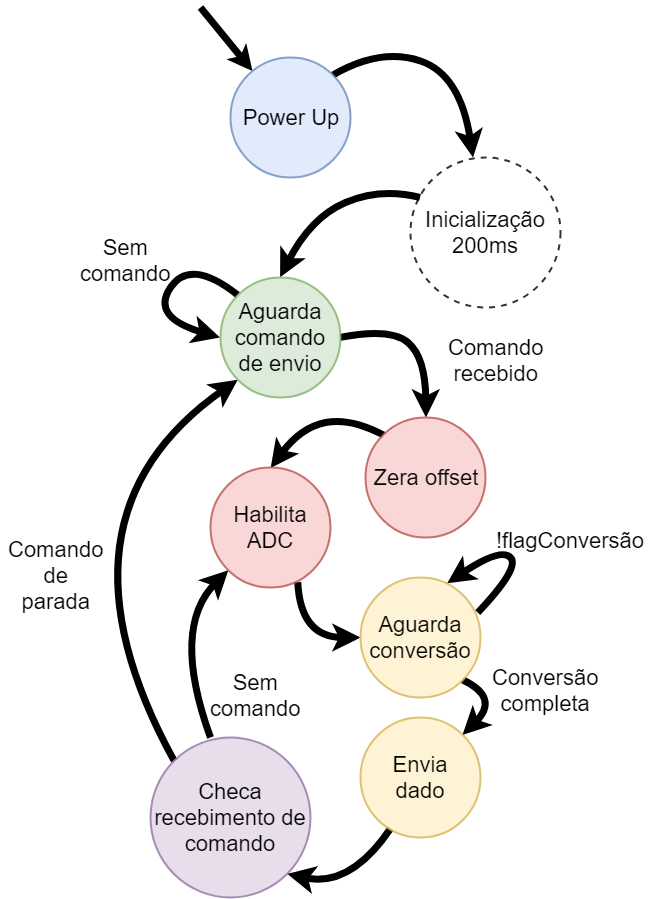 Power Up
Inicialização
200ms
Sem
comando
Aguarda
comando
de envio
Comando
recebido
Zera offset
Habilita
ADC
!flagConversão
Comando
de
parada
Aguarda
conversão
Sem
comando
Conversão
completa
Envia
dado
Checa
recebimento de
comando